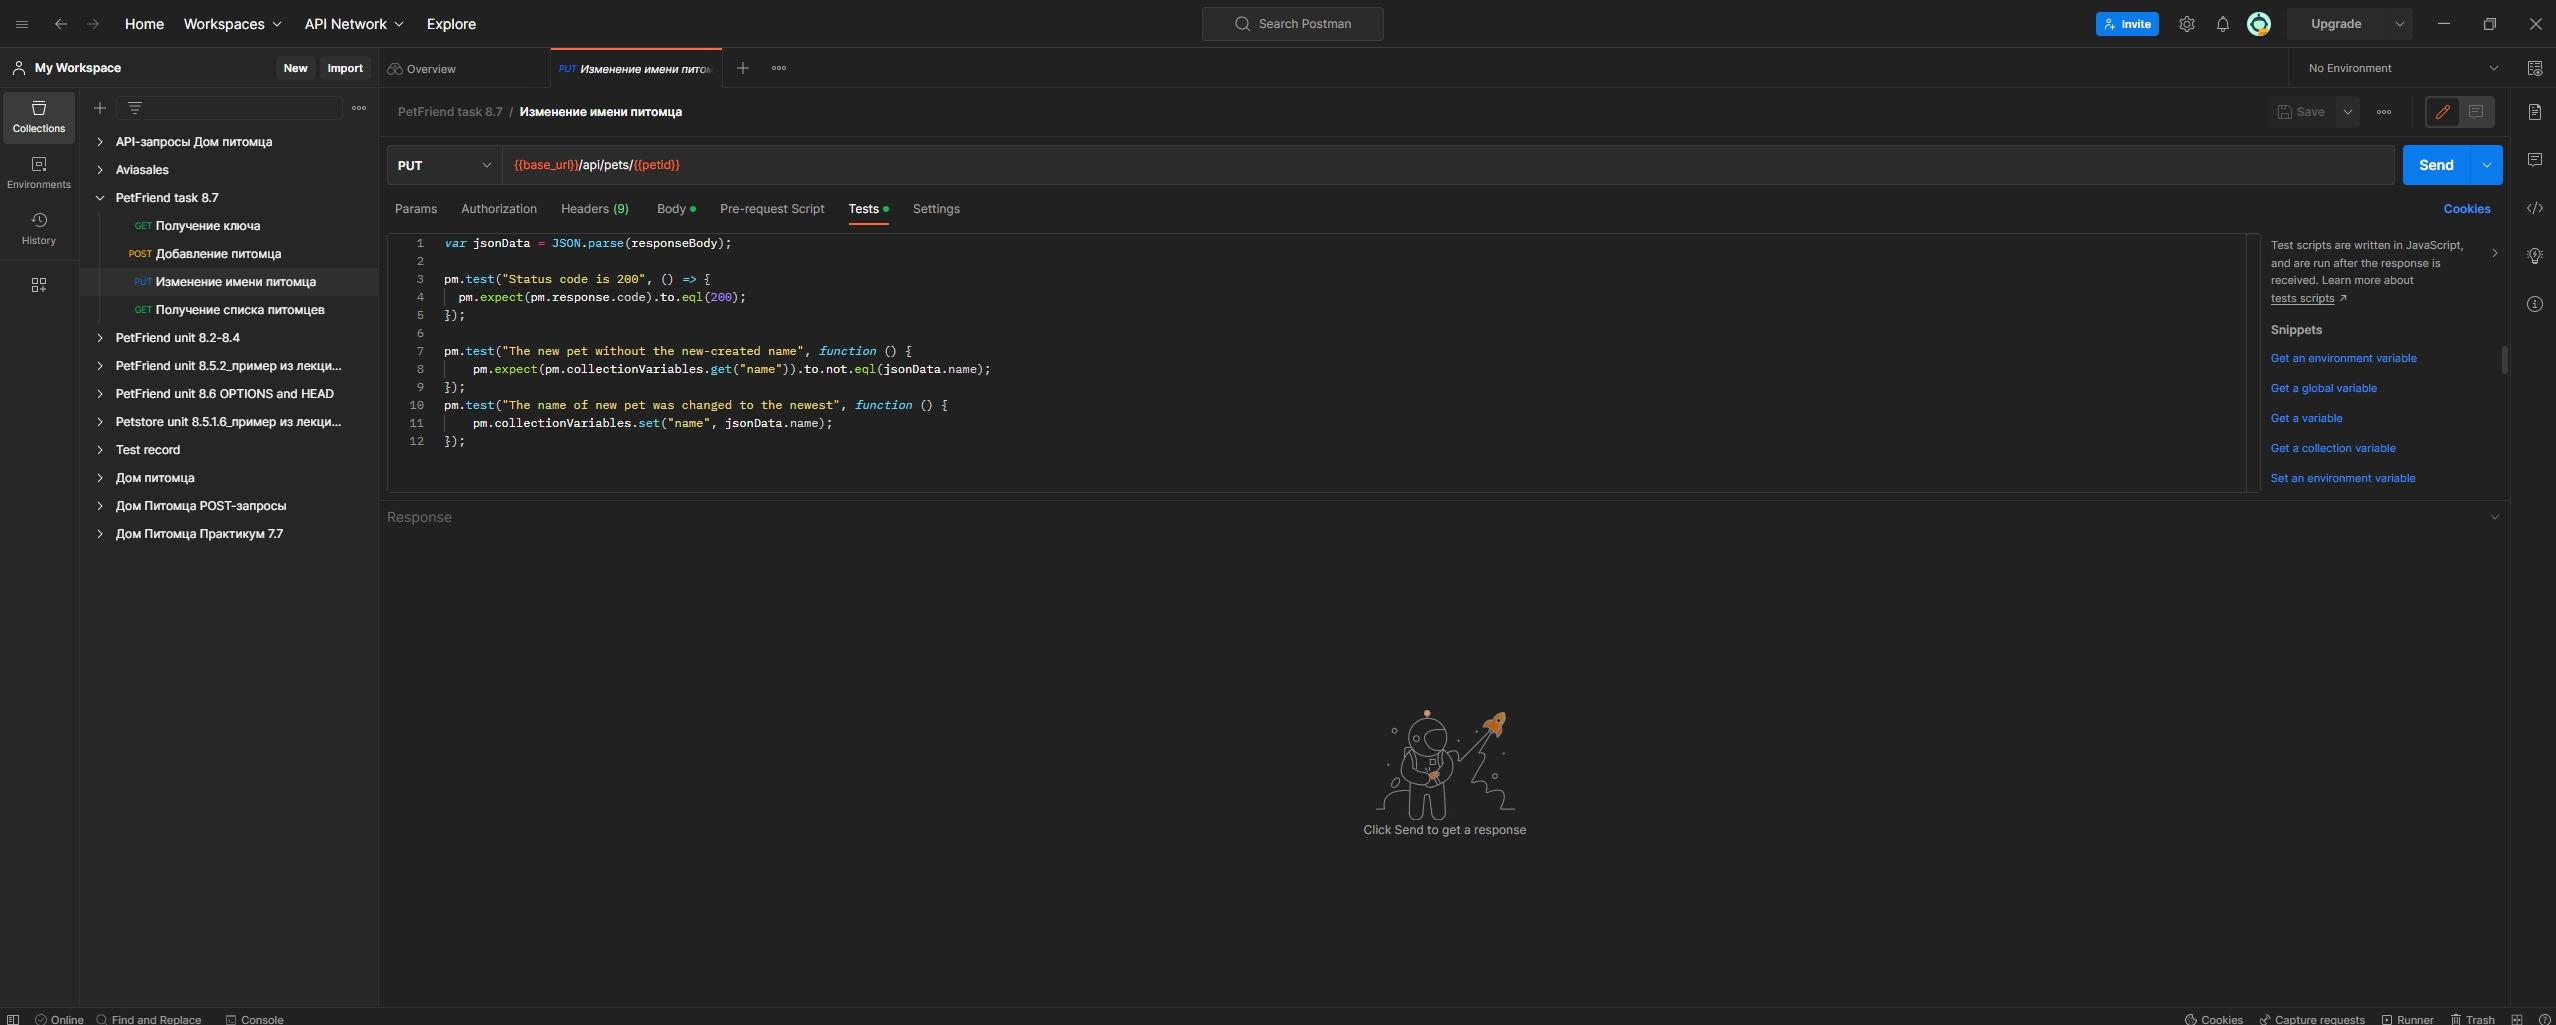 Home Workspaces API Network Explore Search Postman Invite Upgrade
My Workspace New Import Overview PUT Изменение имени питом No Environment
Collections
Environments
History
API-запросы Дом питомца
Aviasales
PetFriend task 8.7
GET Получение ключа
POST Добавление питомца
PUT Изменение имени питомца
GET Получение списка питомцев
PetFriend unit 8.2-8.4
PetFriend unit 8.5.2_пример из лекци...
PetFriend unit 8.6 OPTIONS and HEAD
Petstore unit 8.5.1.6_пример из лекци...
Test record
Дом питомца
Дом Питомца POST-запросы
Дом Питомца Практикум 7.7
PetFriend task 8.7 / Изменение имени питомца Save
PUT {{base_url}}/api/pets/{{petid}} Send
Params Authorization Headers (9) Body Pre-request Script Tests Settings Cookies
1 var jsonData = JSON.parse(responseBody);
2
3 pm.test("Status code is 200", () => {
4 pm.expect(pm.response.code).to.eql(200);
5 });
6
7 pm.test("The new pet without the new-created name", function () {
8 pm.expect(pm.collectionVariables.get("name")).to.not.eql(jsonData.name);
9 });
10 pm.test("The name of new pet was changed to the newest", function () {
11 pm.collectionVariables.set("name", jsonData.name);
12 });
Test scripts are written in JavaScript,
and are run after the response is
received. Learn more about
tests scripts
Snippets
Get an environment variable
Get a global variable
Get a variable
Get a collection variable
Set an environment variable
Response
Click Send to get a response
Online Find and Replace Console Cookies Capture requests Runner Trash